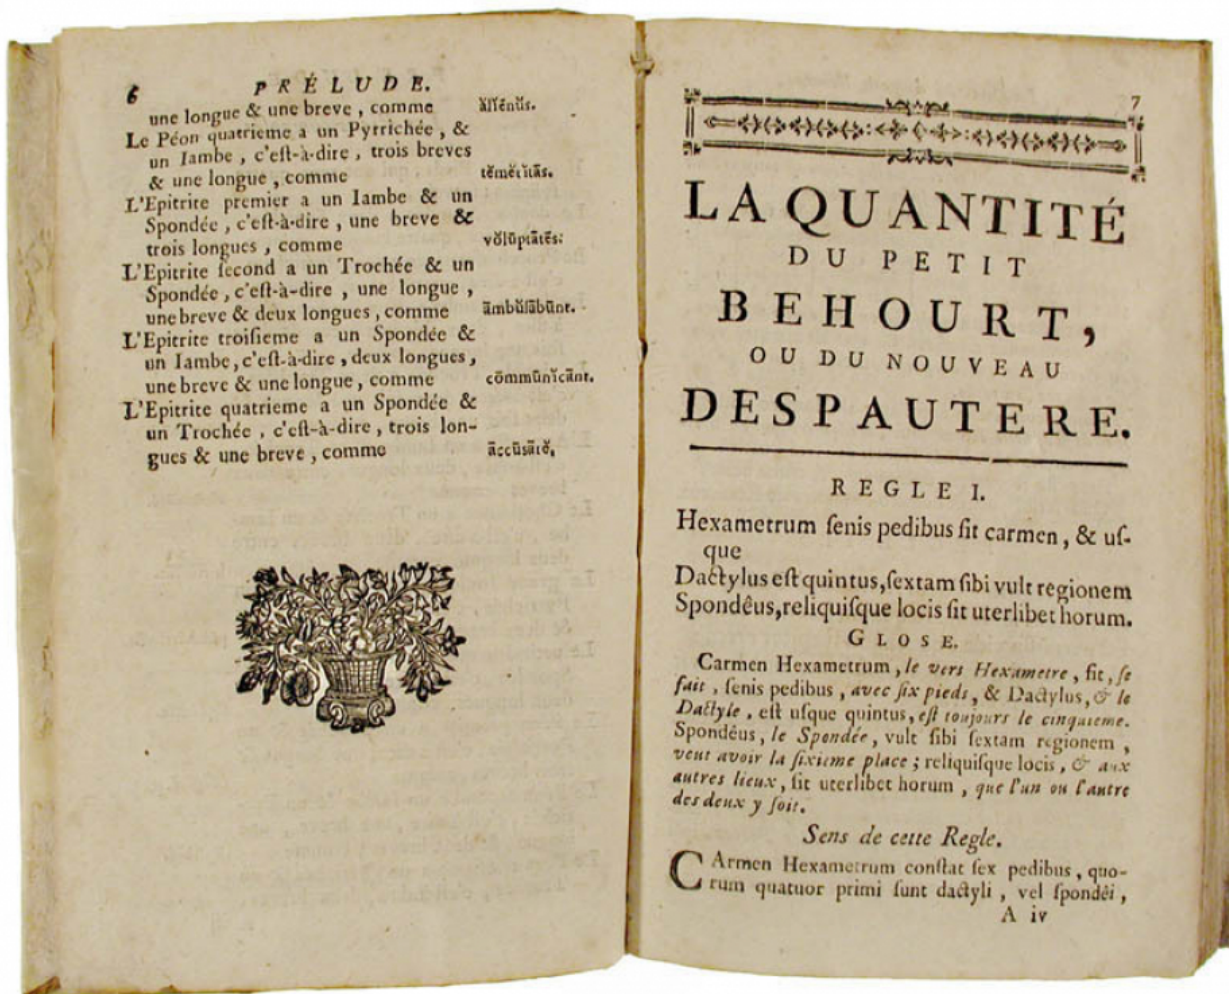 6 PRÉLUDE.
une longue & une breve, comme ălĭēnŭs.
Le Péon quatrieme a un Pyrrichée, &
un Iambe, c'eſt-à-dire, trois breves
& une longue, comme tĕmĕrĭtās.
L'Epitrite premier a un Iambe & un
Spondée, c'eſt-à-dire, une breve &
trois longues, comme vŏlūptātēs.
L'Epitrite ſecond a un Trochée & un
Spondée, c'eſt-à-dire, une longue,
une breve & deux longues, comme āmbŭlābūnt.
L'Epitrite troiſieme a un Spondée &
un Iambe, c'eſt-à-dire, deux longues,
une breve & une longue, comme cōmmūnĭcānt.
L'Epitrite quatrieme a un Spondée &
un Trochée, c'eſt-à-dire, trois lon-
gues & une breve, comme āccūsātŏ.
7
LA QUANTITÉ
DU PETIT
BEHOURT,
OU DU NOUVEAU
DESPAUTERE.
REGLE I.
Hexametrum ſenis pedibus fit carmen, & uſ-
que
Dactylus eſt quintus, ſextam ſibi vult regionem
Spondêus, reliquiſque locis ſit uterlibet horum.
GLOSE.
Carmen Hexametrum, le vers Hexametre, fit, ſe
fait, ſenis pedibus, avec ſix pieds, & Dactylus, & le
Dactyle, eſt uſque quintus, eſt toujours le cinquieme.
Spondêus, le Spondée, vult ſibi ſextam regionem,
veut avoir la ſixieme place; reliquiſque locis, & aux
autres lieux, ſit uterlibet horum, que l'un ou l'autre
des deux y ſoit.
Sens de cette Regle.
CArmen Hexametrum conſtat ſex pedibus, quo-
rum quatuor primi ſunt dactyli, vel ſpondêi,
A iv